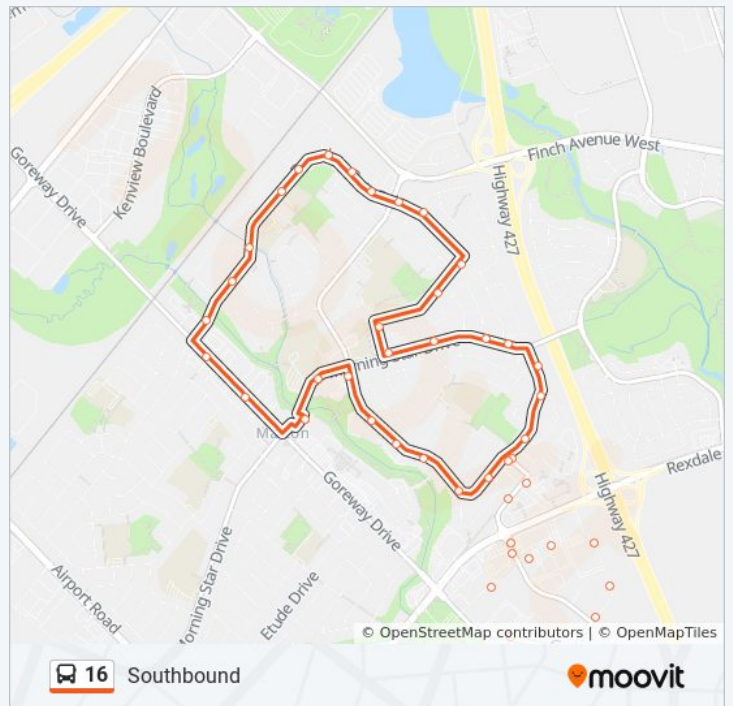 Kenview Boulevard
Goreway Drive
Finch Avenue West
Highway 427
Morning Star Drive
Malton
Rexdale
Goreway Drive
Highway 427
Morning Star Drive
Etude Drive
Airport Road
© OpenStreetMap contributors | © OpenMapTiles
16 Southbound
moovit